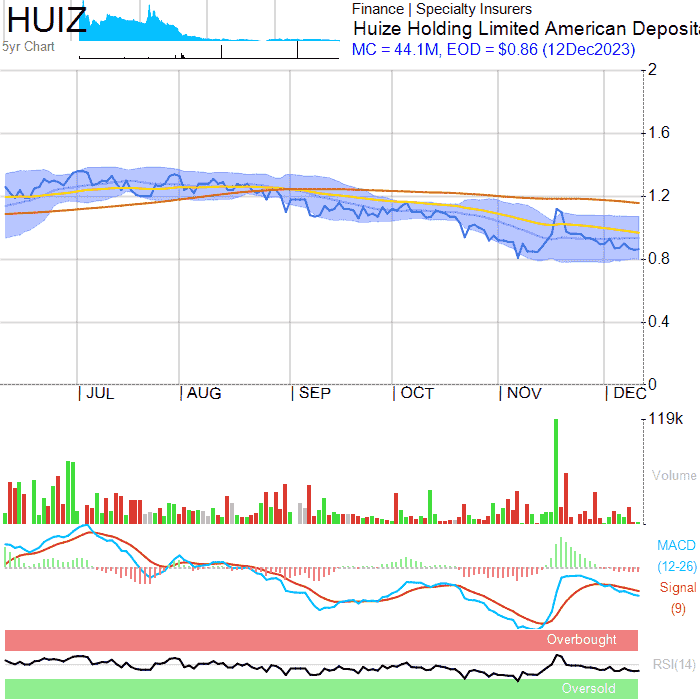 HUIZ
5yr Chart
Finance | Specialty Insurers
Huize Holding Limited American Deposita
MC = 44.1M, EOD = $0.86 (12Dec2023)
2
1.6
1.2
0.8
0.4
0
| JUL | AUG | SEP | OCT | NOV | DEC
119k
Volume
MACD
(12-26)
Signal
(9)
Overbought
RSI(14)
Oversold